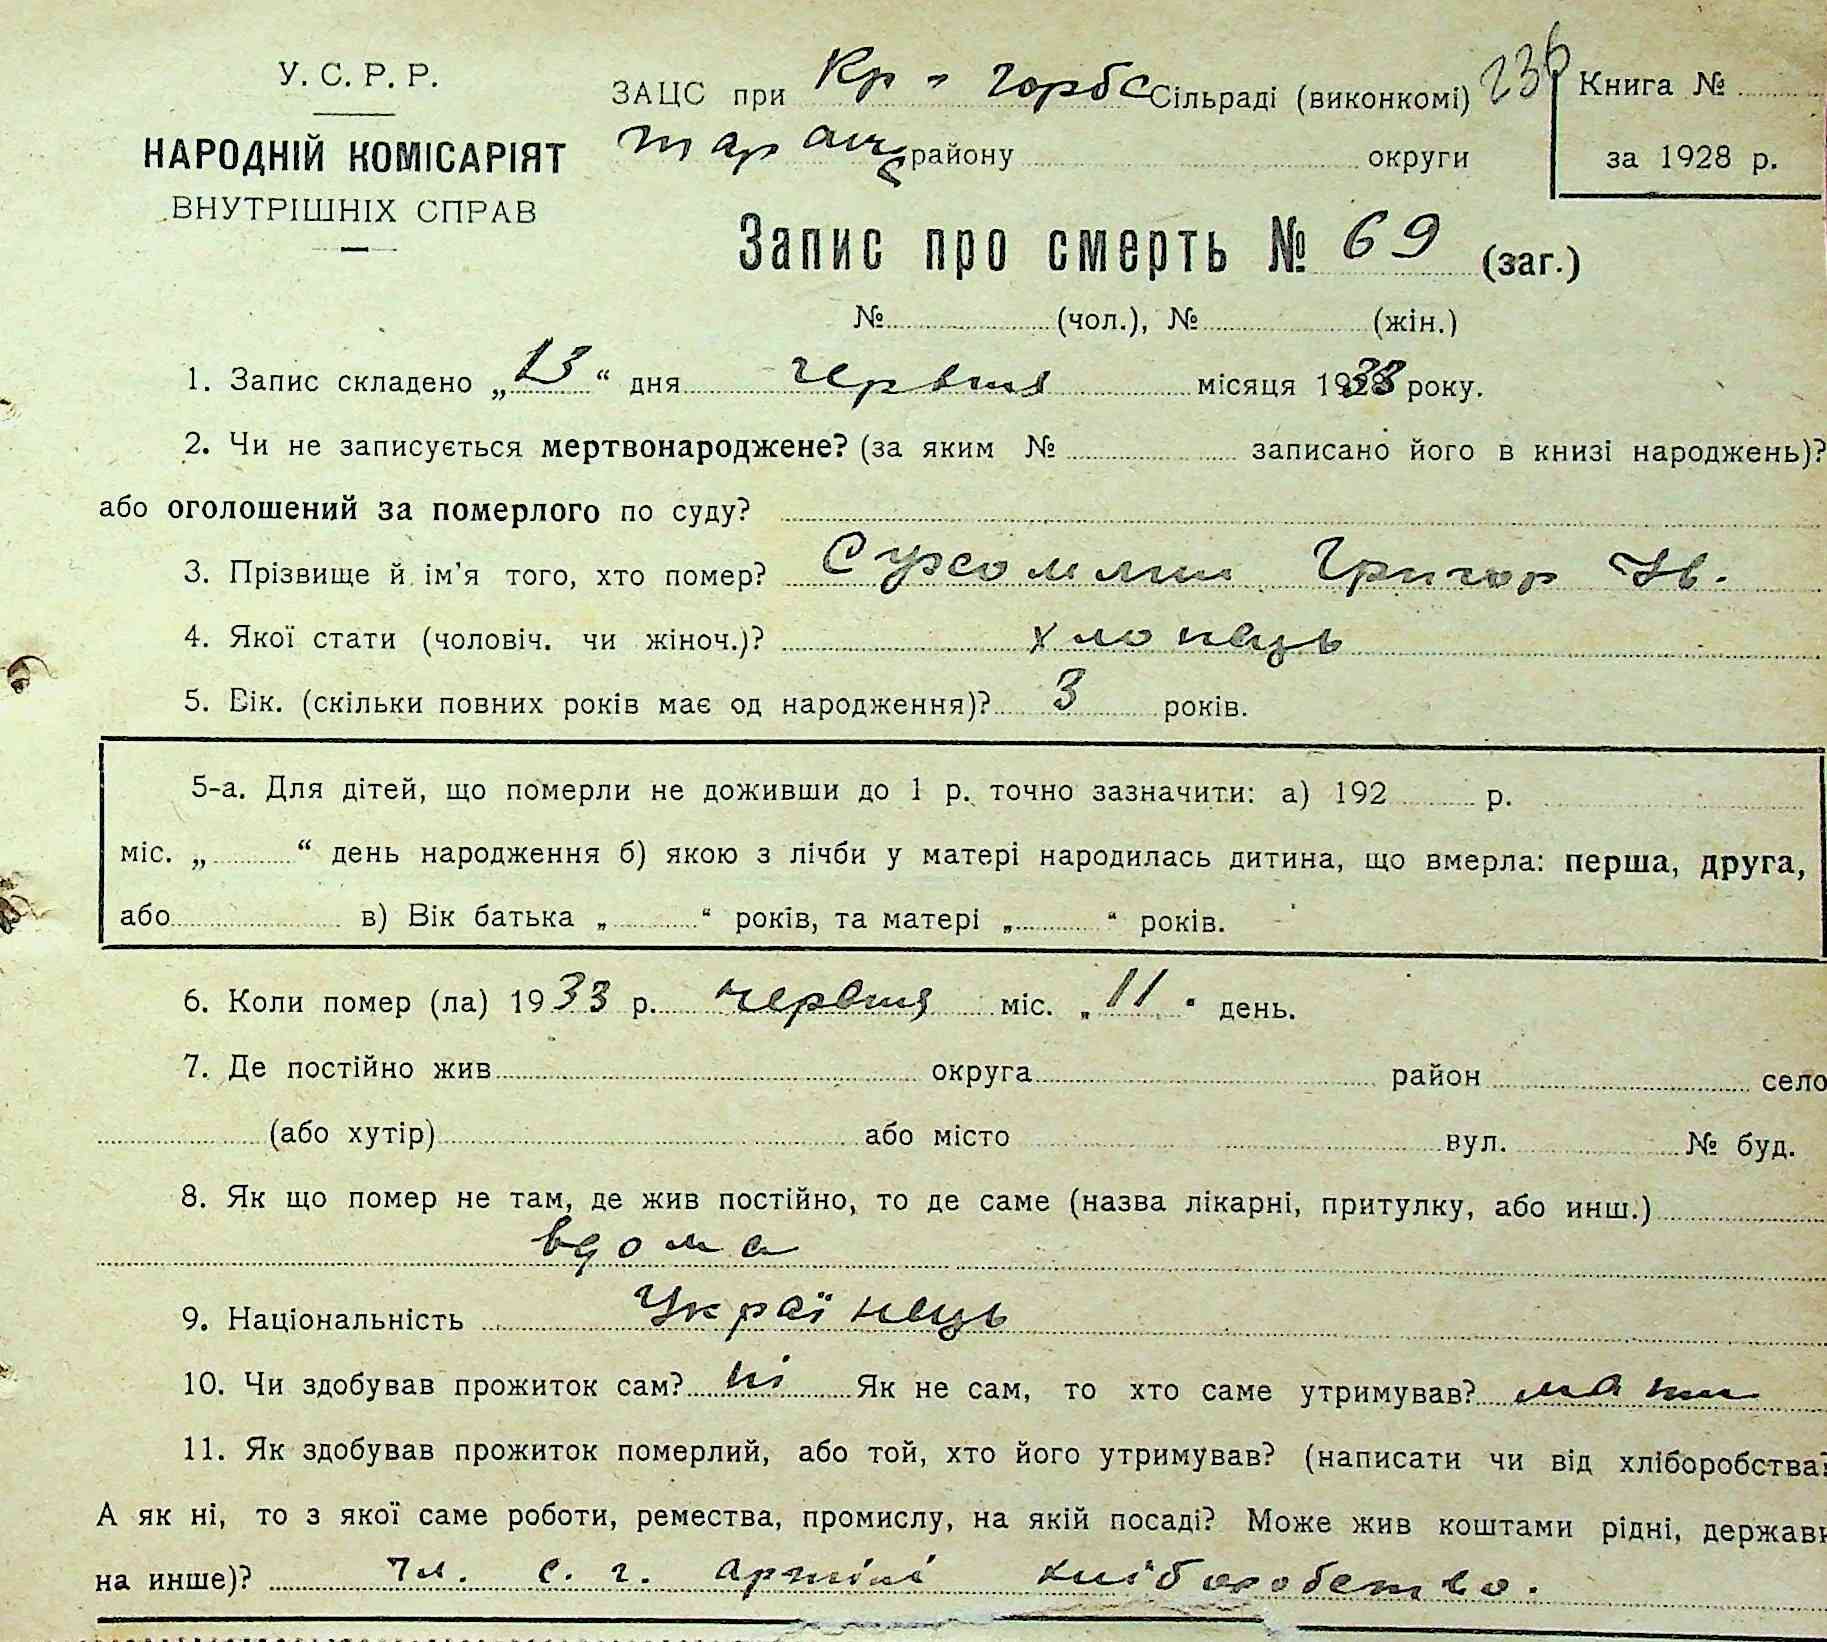 У. С. Р. Р.
НАРОДНІЙ КОМІСАРІЯТ
ВНУТРІШНІХ СПРАВ
ЗАЦС при Кр - горбс Сільраді (виконкомі) 236
Таращ району округи
Книга №
за 1928 р.
Запис про смерть № 69 (заг.)
№ (чол.), № (жін.)
1. Запис складено „13“ дня червня місяця 1933 року.
2. Чи не записується мертвонароджене? (за яким № записано його в книзі народжень)?
або оголошений за померлого по суду?
3. Прізвище й ім'я того, хто помер? Григор Ів.
4. Якої стати (чоловіч. чи жіноч.)? хлопець
5. Вік. (скільки повних років має од народження)? 3 років.
5-а. Для дітей, що померли не доживши до 1 р. точно зазначити: а) 192 р.
міс. „ “ день народження б) якою з лічби у матері народилась дитина, що вмерла: перша, друга,
або в) Вік батька „ “ років, та матері „ “ років.
6. Коли помер (ла) 1933 р. червня міс. „11“ день.
7. Де постійно жив округа район село
(або хутір) або місто вул. № буд.
8. Як що помер не там, де жив постійно, то де саме (назва лікарні, притулку, або инш.)
вдома
9. Національність Українець
10. Чи здобував прожиток сам? ні Як не сам, то хто саме утримував? мати
11. Як здобував прожиток померлий, або той, хто його утримував? (написати чи від хліборобства?
А як ні, то з якої саме роботи, ремества, промислу, на якій посаді? Може жив коштами рідні, держави
на инше)? чл. с. г. артілі хліборобство.